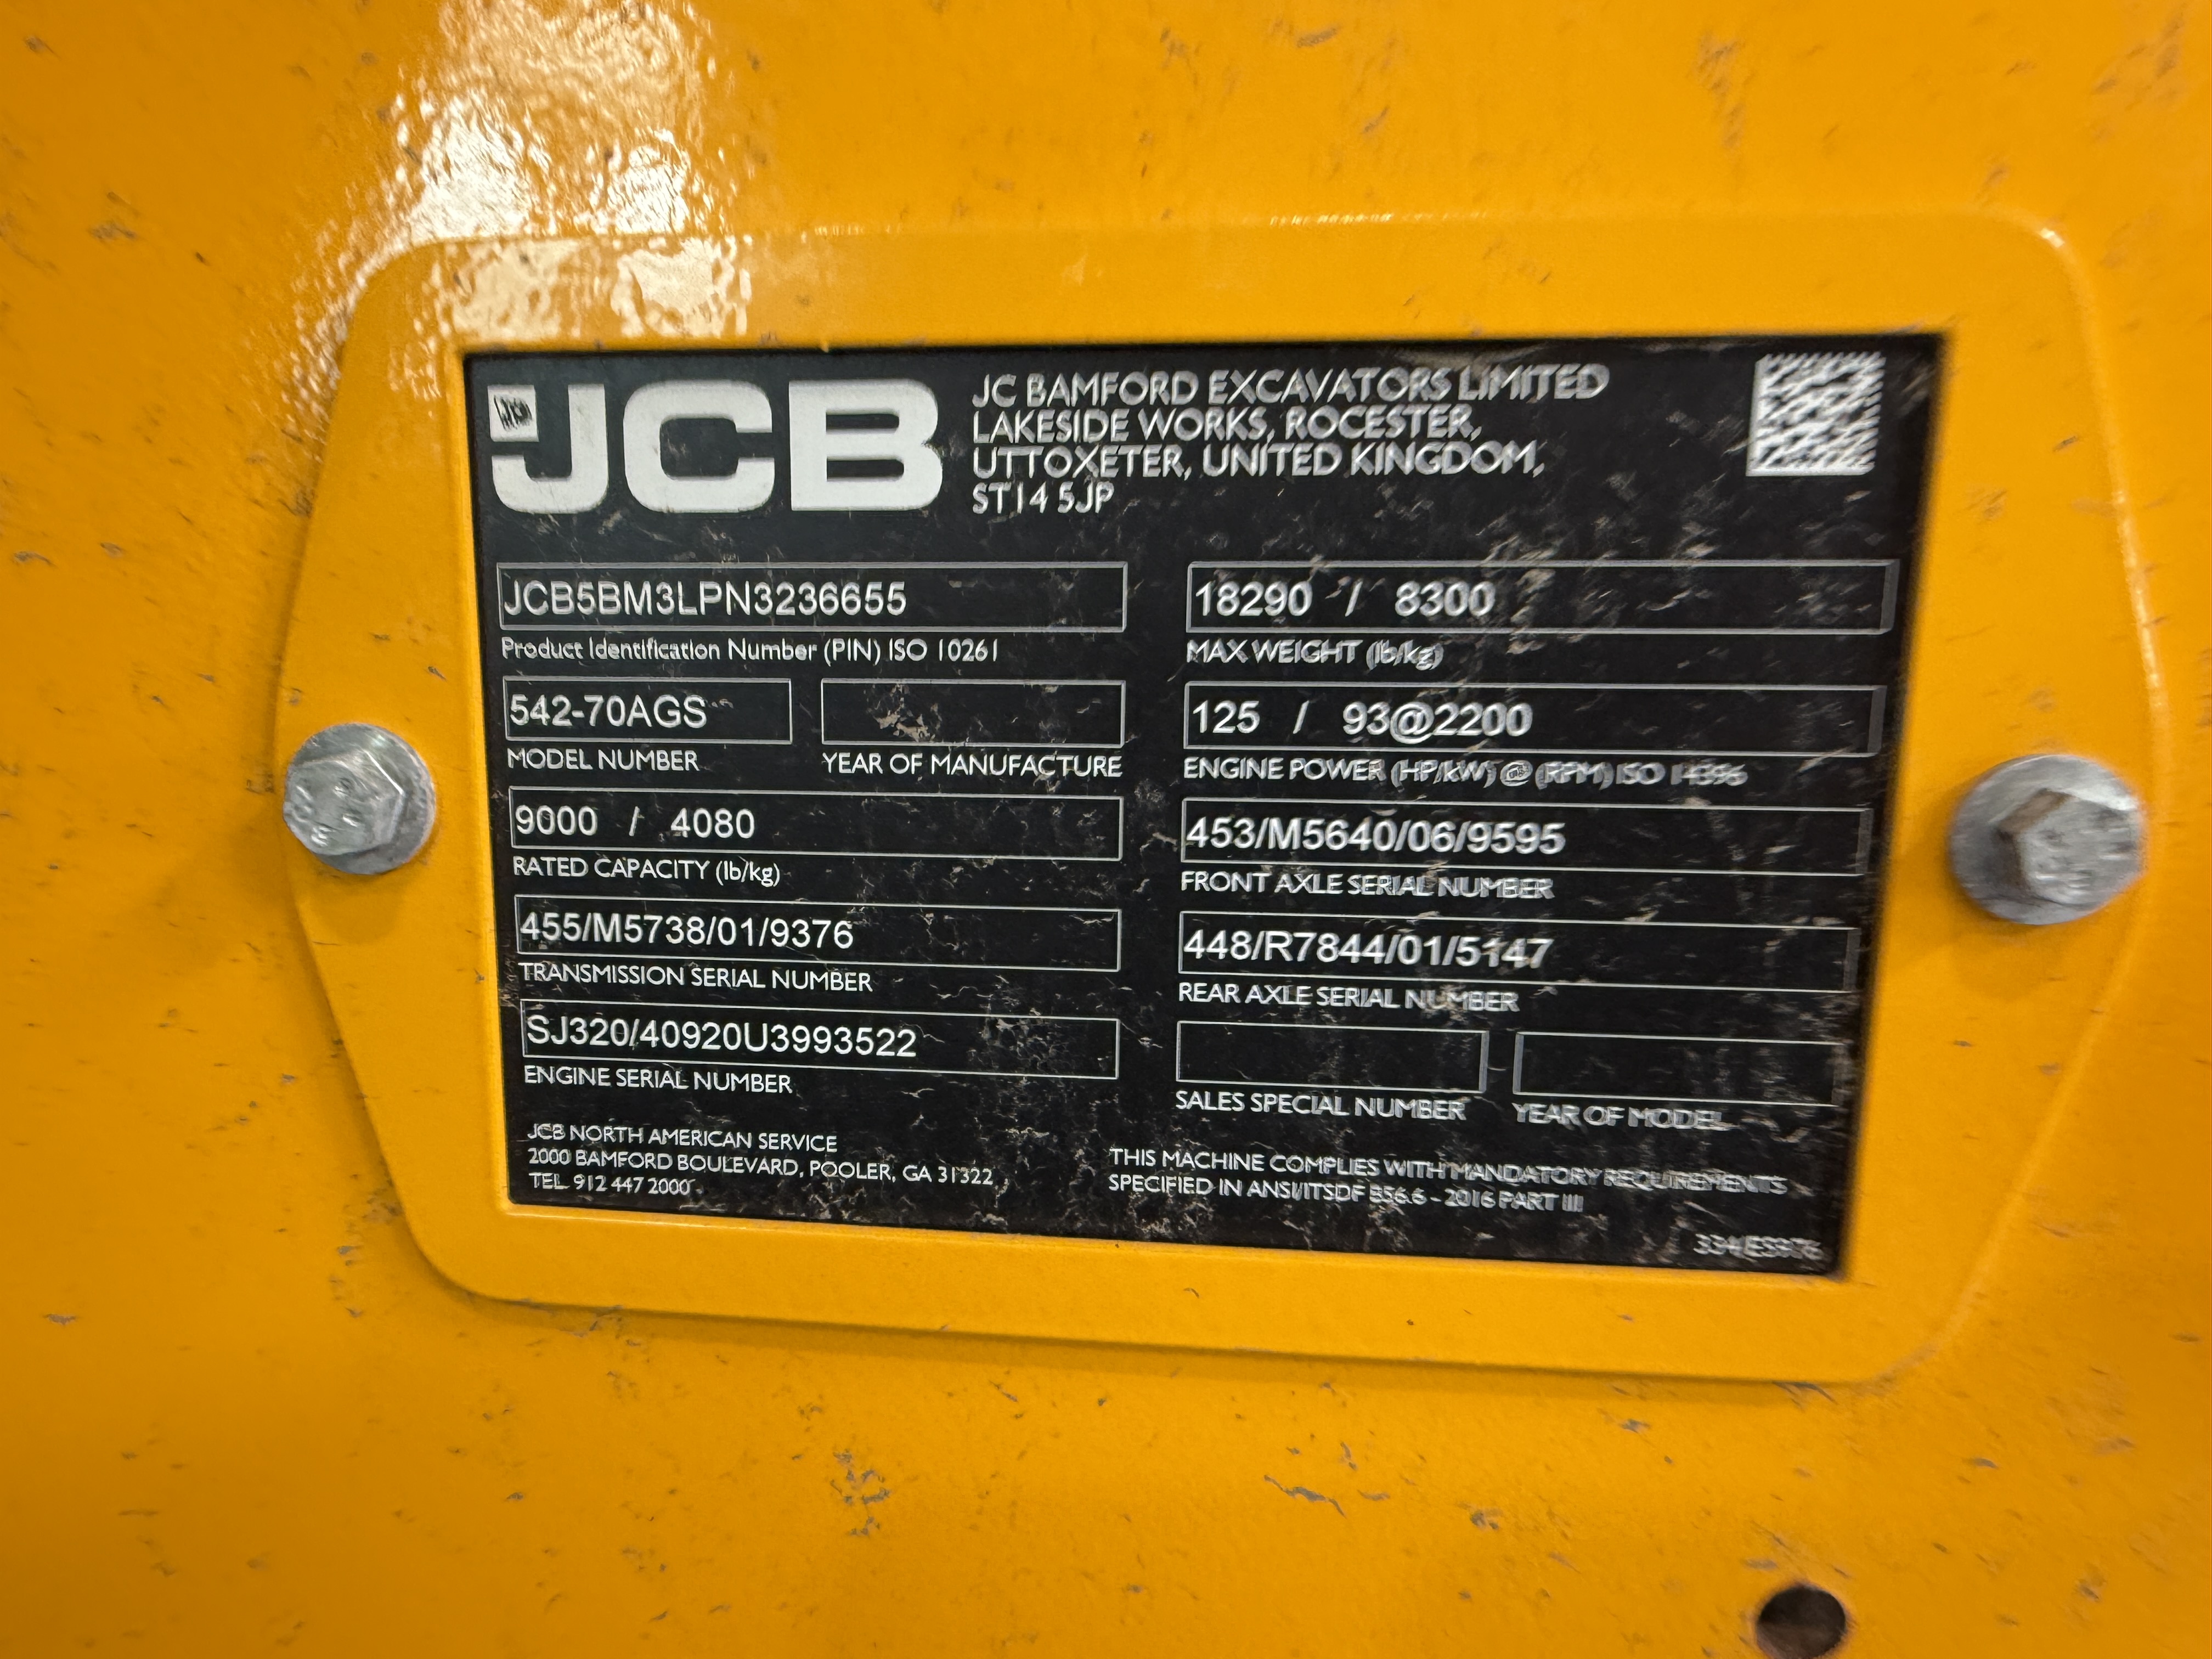 JCB
JC BAMFORD EXCAVATORS LIMITED
LAKESIDE WORKS, ROCESTER,
UTTOXETER, UNITED KINGDOM,
ST14 5JP
JCB5BM3LPN3236655
Product Identification Number (PIN) ISO 10261
542-70AGS
MODEL NUMBER
YEAR OF MANUFACTURE
9000 / 4080
RATED CAPACITY (lb/kg)
455/M5738/01/9376
TRANSMISSION SERIAL NUMBER
SJ320/40920U3993522
ENGINE SERIAL NUMBER
JCB NORTH AMERICAN SERVICE
2000 BAMFORD BOULEVARD, POOLER, GA 31322
TEL. 912 447 2000
18290 / 8300
MAX WEIGHT (lb/kg)
125 / 93@2200
ENGINE POWER (HP/kW) @ (RPM) ISO 14396
453/M5640/06/9595
FRONT AXLE SERIAL NUMBER
448/R7844/01/5147
REAR AXLE SERIAL NUMBER
SALES SPECIAL NUMBER
YEAR OF MODEL
THIS MACHINE COMPLIES WITH MANDATORY REQUIREMENTS
SPECIFIED IN ANSI/ITSDF B56.6 - 2016 PART III